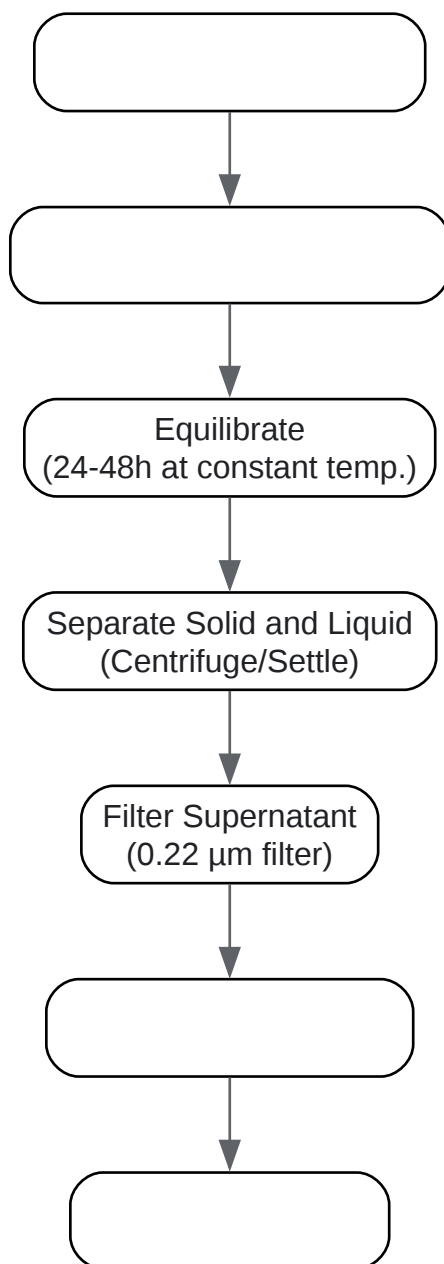 Equilibrate
(24-48h at constant temp.)
Separate Solid and Liquid
(Centrifuge/Settle)
Filter Supernatant
(0.22 µm filter)